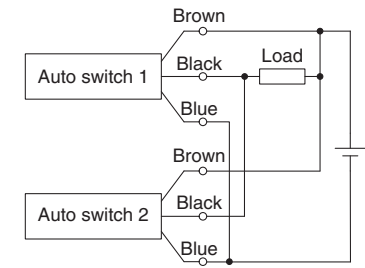 Brown
Auto switch 1
Black
Load
Blue
Brown
Auto switch 2
Black
Blue